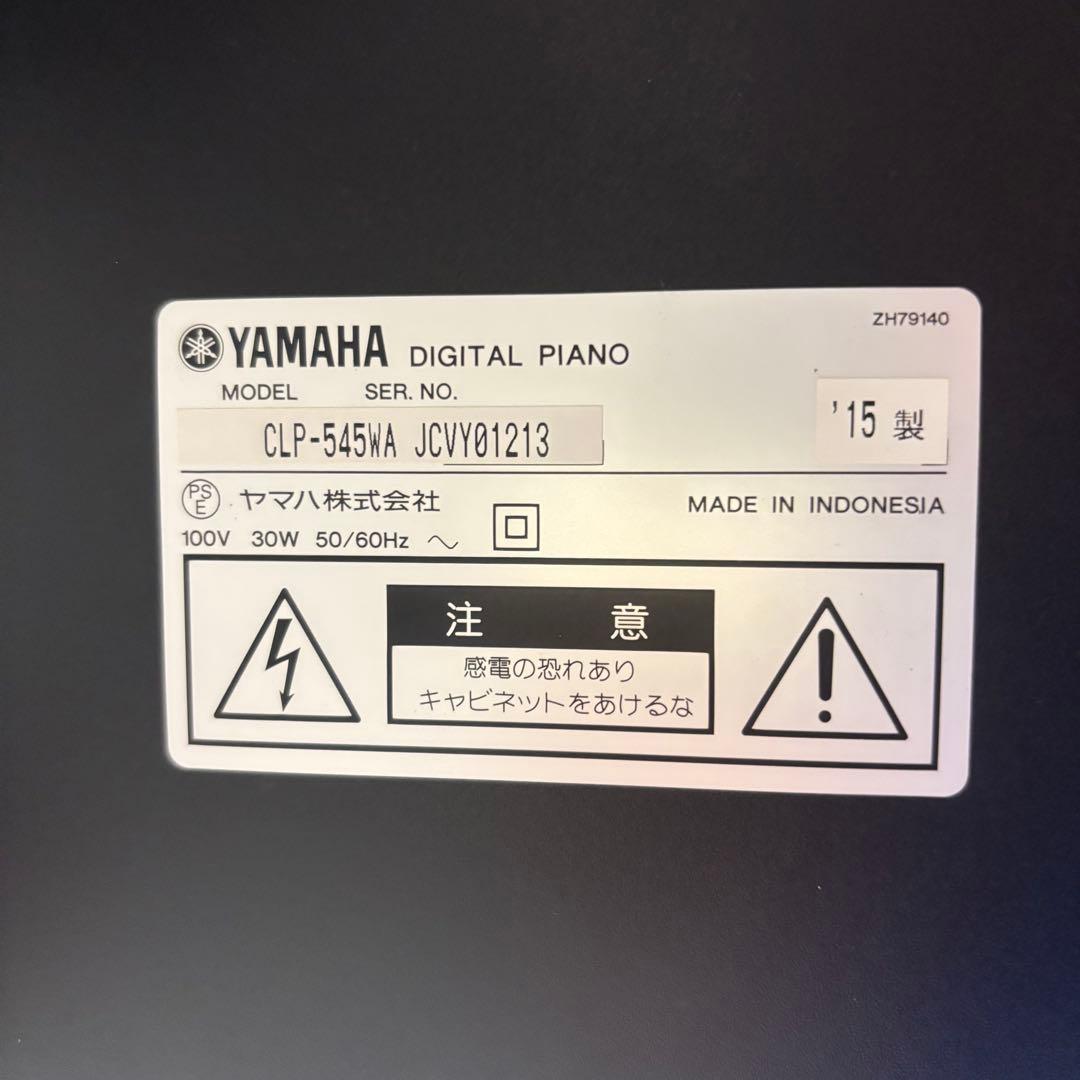 ZH79140
YAMAHA DIGITAL PIANO
MODEL SER. NO.
CLP-545WA JCVY01213
'15 製
PSE ヤマハ株式会社
MADE IN INDONESIA
100V 30W 50/60Hz ～
注意
感電の恐れあり
キャビネットをあけるな